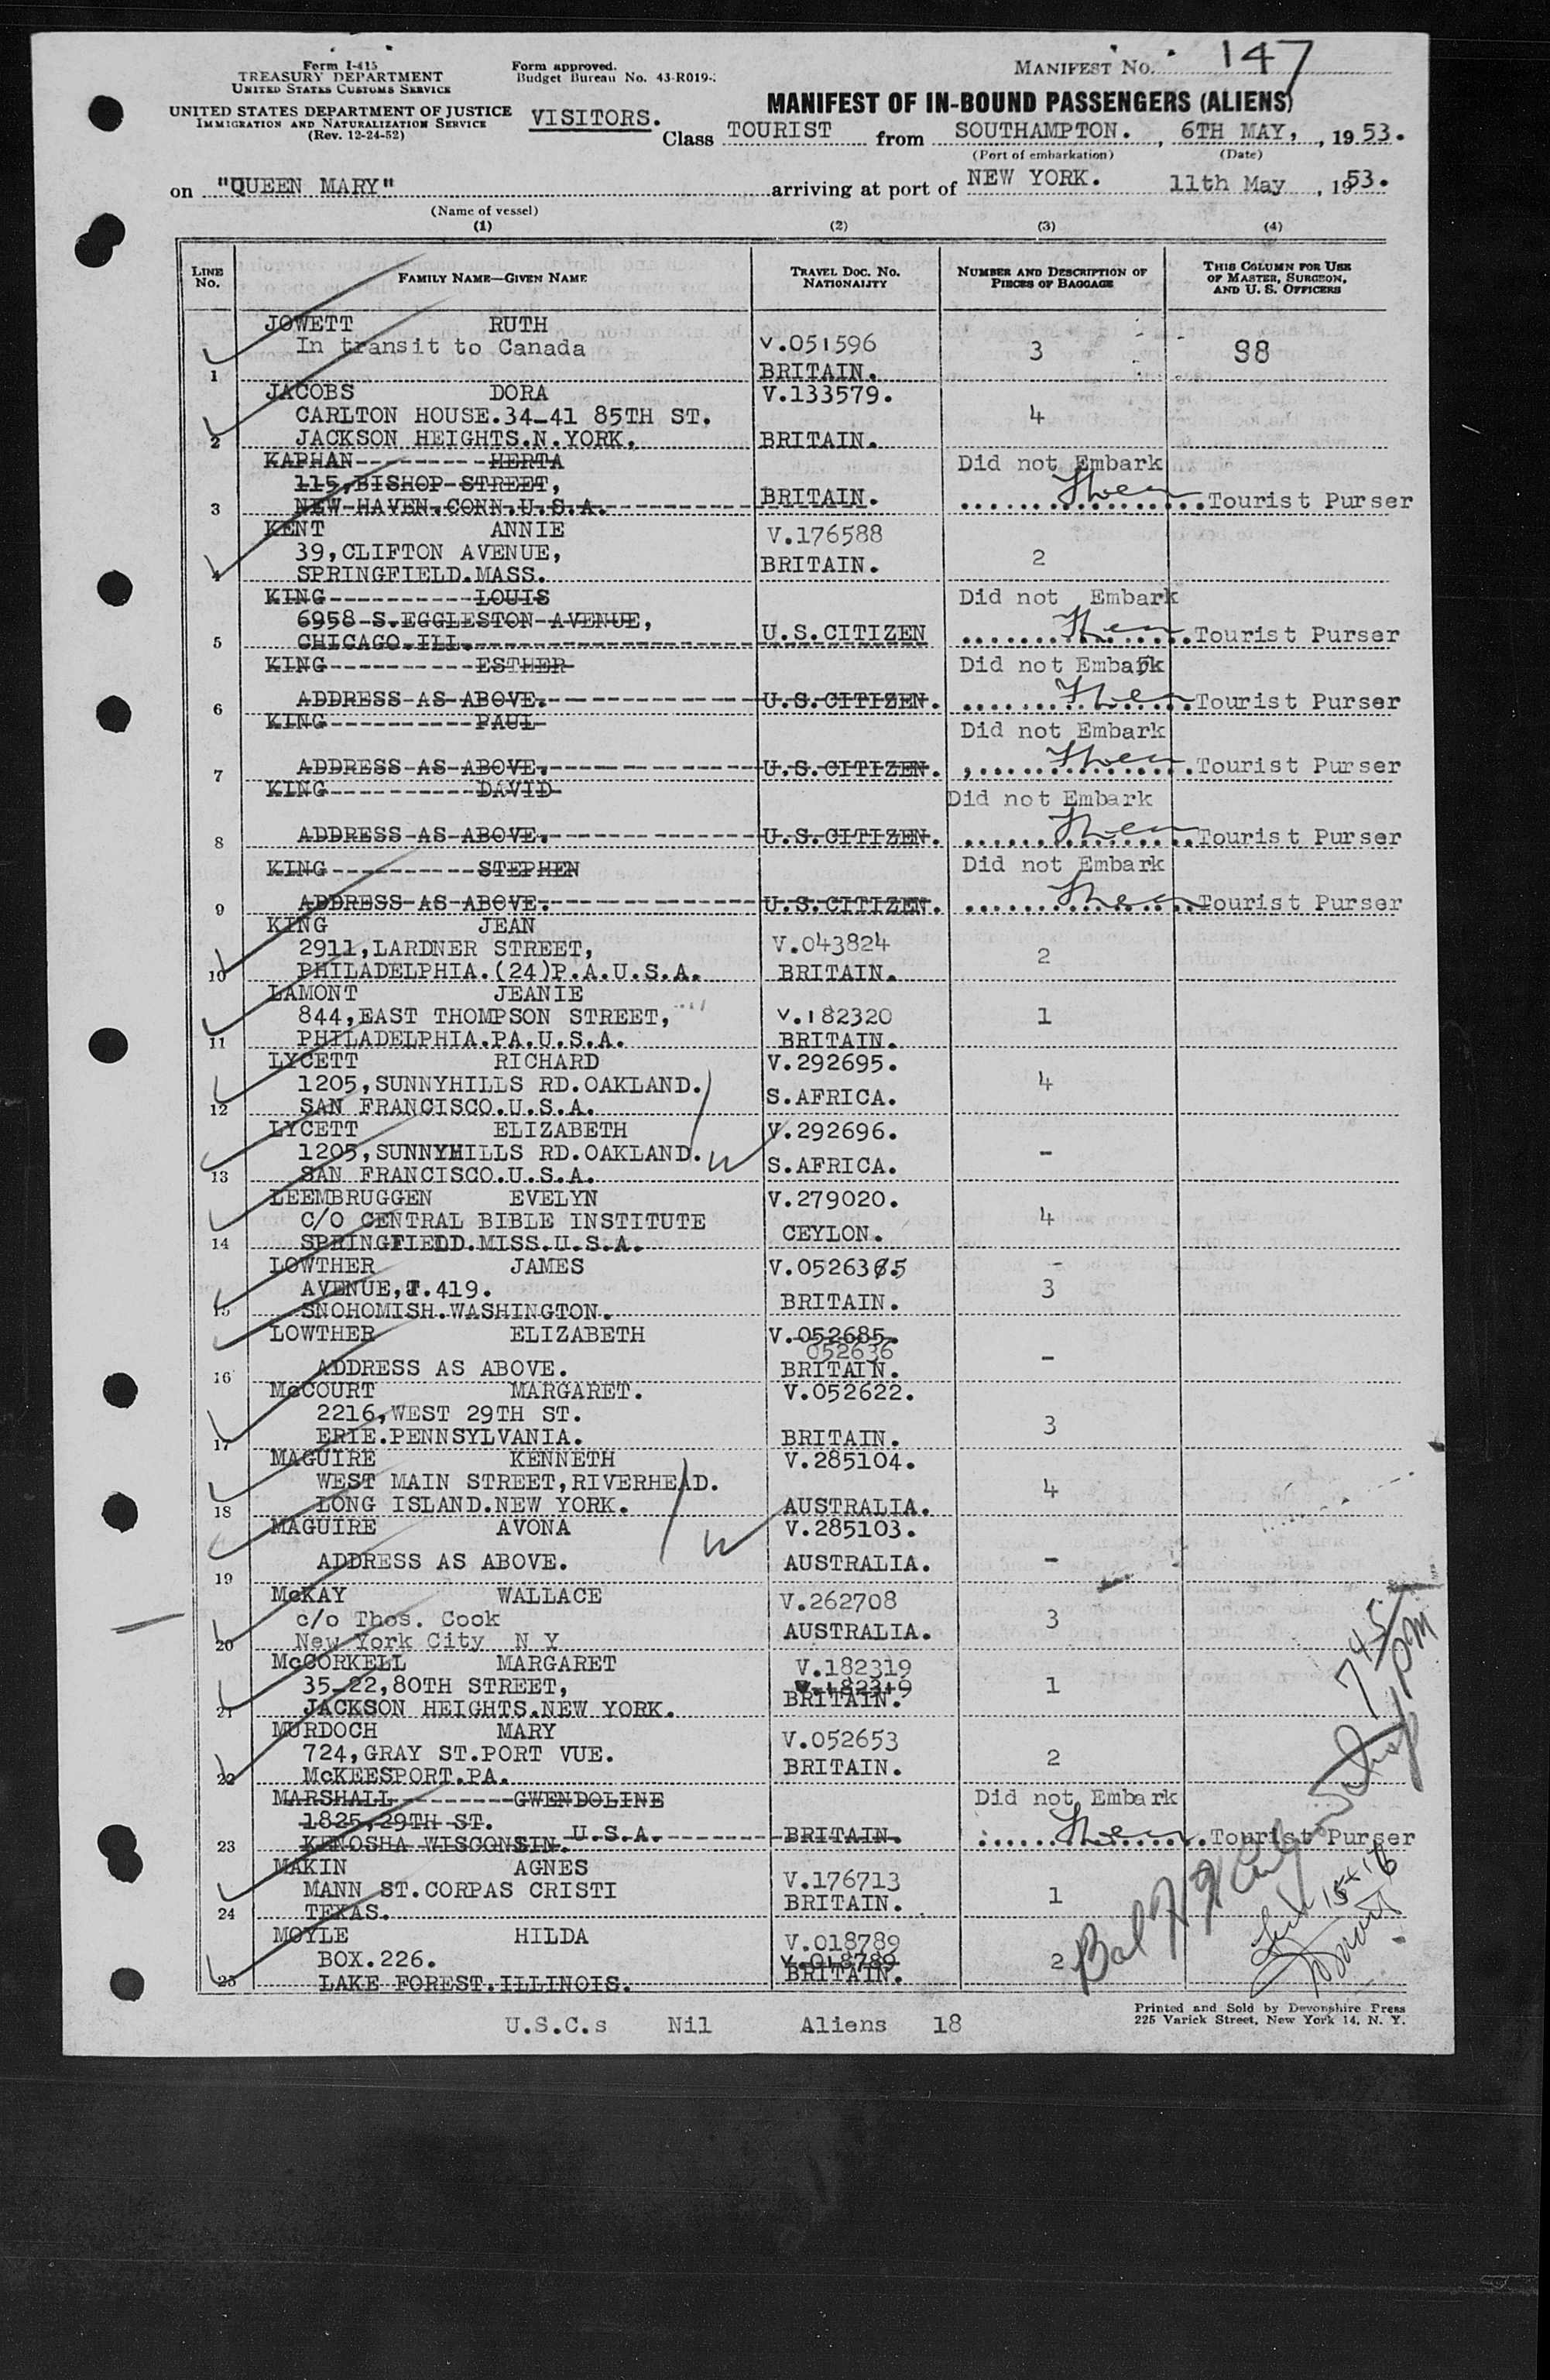 Form I-415
TREASURY DEPARTMENT
UNITED STATES CUSTOMS SERVICE
UNITED STATES DEPARTMENT OF JUSTICE
IMMIGRATION AND NATURALIZATION SERVICE
(Rev. 12-24-52)
Form approved.
Budget Bureau No. 43-R019-
VISITORS.
MANIFEST NO. 147
MANIFEST OF IN-BOUND PASSENGERS (ALIENS)
Class TOURIST from SOUTHAMPTON. , 6TH MAY, , 1953.
(Port of embarkation) (Date)
on "QUEEN MARY" arriving at port of NEW YORK. 11th May , 1953.
(Name of vessel)
(1) (2) (3) (4)
LINE NO. FAMILY NAME—GIVEN NAME TRAVEL DOC. NO. NATIONALITY NUMBER AND DESCRIPTION OF PIECES OF BAGGAGE THIS COLUMN FOR USE OF MASTER, SURGEON, AND U. S. OFFICERS
JOWETT RUTH
In transit to Canada V.051596 3 98
1 BRITAIN.
JACOBS DORA V.133579.
CARLTON HOUSE.34-41 85TH ST. 4
2 JACKSON HEIGHTS.N.YORK. BRITAIN.
KAPHAN HERTA Did not Embark
115,BISHOP STREET,
3 NEW HAVEN.CONN.U.S.A. BRITAIN. Tourist Purser
KENT ANNIE V.176588
39,CLIFTON AVENUE, 2
4 SPRINGFIELD.MASS. BRITAIN.
KING LOUIS Did not Embark
6958 S.EGGLESTON AVENUE,
5 CHICAGO.ILL. U.S.CITIZEN Tourist Purser
KING ESTHER Did not Embark
6 ADDRESS AS ABOVE. U.S.CITIZEN. Tourist Purser
KING PAUL Did not Embark
7 ADDRESS AS ABOVE. U.S.CITIZEN. Tourist Purser
KING DAVID Did not Embark
8 ADDRESS AS ABOVE. U.S.CITIZEN. Tourist Purser
KING STEPHEN Did not Embark
9 ADDRESS AS ABOVE. U.S.CITIZEN. Tourist Purser
KING JEAN
2911,LARDNER STREET, V.043824 2
10 PHILADELPHIA.(24)P.A.U.S.A. BRITAIN.
LAMONT JEANIE
844,EAST THOMPSON STREET, V.182320 1
11 PHILADELPHIA.PA.U.S.A. BRITAIN.
LYCETT RICHARD V.292695.
1205,SUNNYHILLS RD.OAKLAND. 4
12 SAN FRANCISCO.U.S.A. S.AFRICA.
LYCETT ELIZABETH V.292696.
1205,SUNNYHILLS RD.OAKLAND. -
13 SAN FRANCISCO.U.S.A. S.AFRICA.
LEEMBRUGGEN EVELYN V.279020.
C/O CENTRAL BIBLE INSTITUTE 4
14 SPRINGFIELD.MISS.U.S.A. CEYLON.
LOWTHER JAMES V.052635
AVENUE,T.419. 3
15 SNOHOMISH.WASHINGTON. BRITAIN.
LOWTHER ELIZABETH V.052685.
052636 -
16 ADDRESS AS ABOVE. BRITAIN.
McCOURT MARGARET. V.052622.
2216,WEST 29TH ST. 3
17 ERIE.PENNSYLVANIA. BRITAIN.
MAGUIRE KENNETH V.285104.
WEST MAIN STREET,RIVERHEAD. 4
18 LONG ISLAND.NEW YORK. AUSTRALIA.
MAGUIRE AVONA V.285103.
19 ADDRESS AS ABOVE. AUSTRALIA. -
McKAY WALLACE V.262708
c/o Thos. Cook 3
20 New York City N Y AUSTRALIA.
McCORKELL MARGARET V.182319
35-22,80TH STREET, V.182319 1
21 JACKSON HEIGHTS.NEW YORK. BRITAIN.
MURDOCH MARY V.052653
724,GRAY ST.PORT VUE. 2
22 McKEESPORT.PA. BRITAIN.
MARSHALL GWENDOLINE Did not Embark
1825,29TH ST.
23 KENOSHA WISCONSIN. U.S.A. BRITAIN. Tourist Purser
MAKIN AGNES V.176713
MANN ST.CORPAS CRISTI 1
24 TEXAS. BRITAIN.
MOYLE HILDA V.018789
BOX.226. V.018789 2
25 LAKE FOREST.ILLINOIS. BRITAIN.
745 PM
U.S.C.s Nil Aliens 18
Printed and Sold by Devonshire Press
225 Varick Street, New York 14, N. Y.